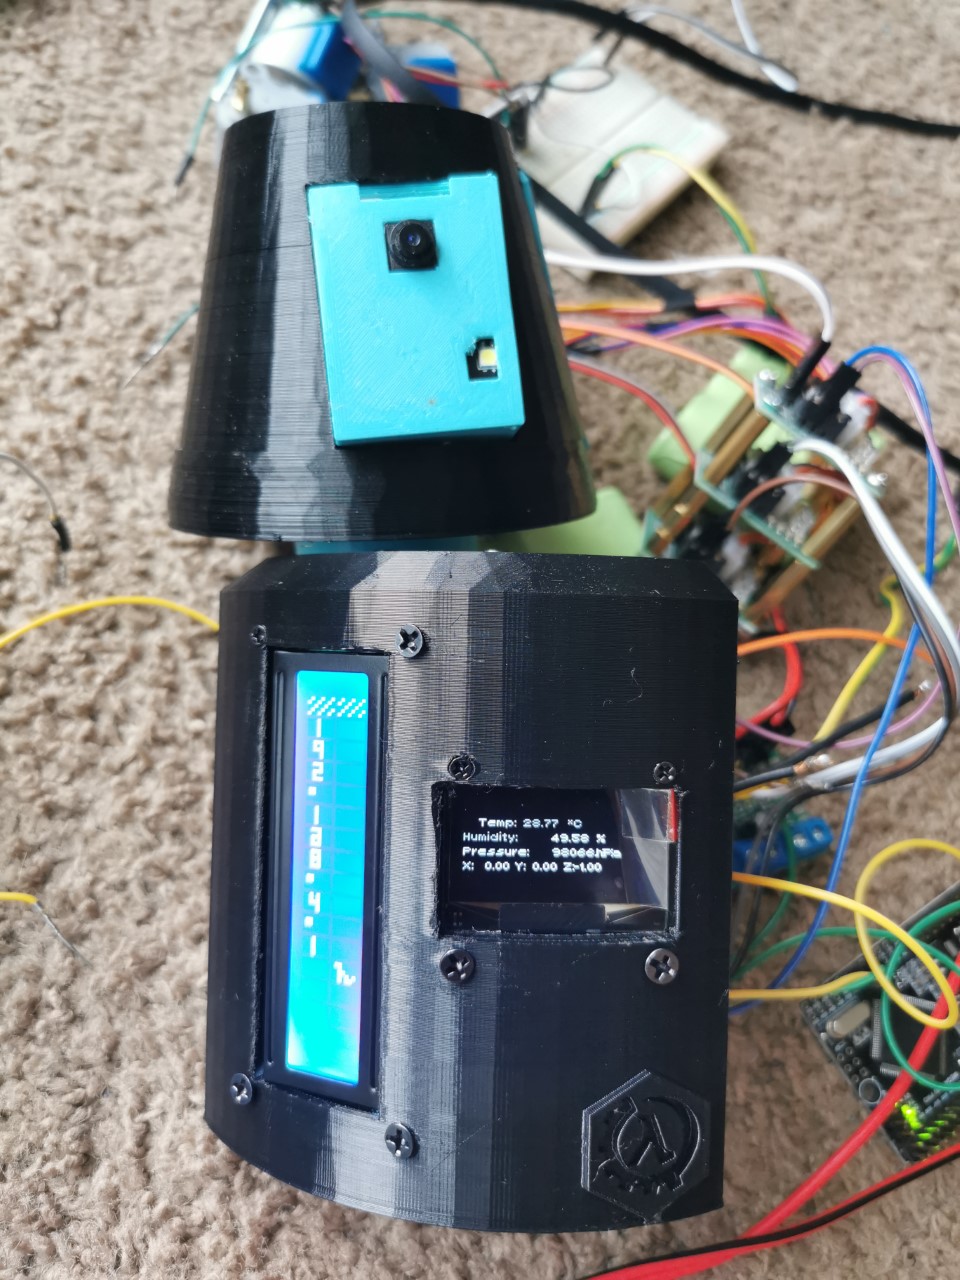 192.168.4.1
Temp: 28.77 °C
Humidity: 49.58 %
Pressure: 98066hPa
X: 0.00 Y: 0.00 Z:-1.00